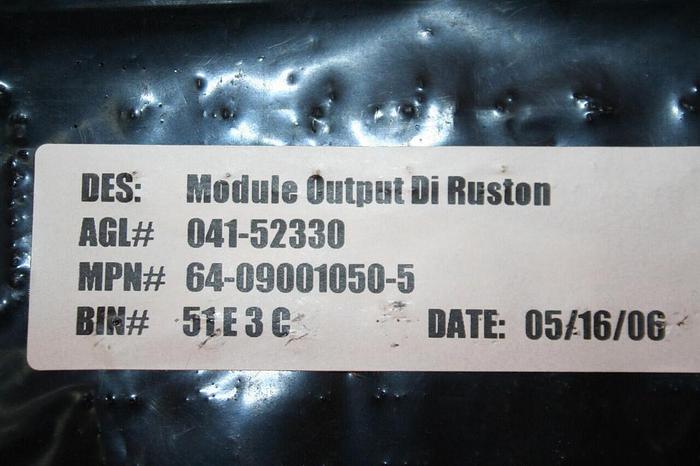 DES: Module Output Di Ruston
AGL# 041-52330
MPN# 64-09001050-5
BIN# 51 E 3 C DATE: 05/16/06